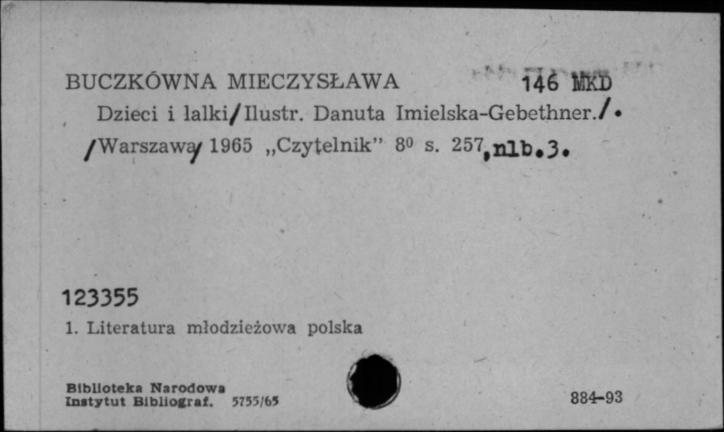 BUCZKÓWNA MIECZYSŁAWA 146 MKD
Dzieci i lalki/Ilustr. Danuta Imielska-Gebethner./.
/Warszawa/ 1965 „Czytelnik” 8⁰ s. 257,nlb.3.
123355
1. Literatura młodzieżowa polska
Biblioteka Narodowa
Instytut Bibliograf. 5755/65
884-93